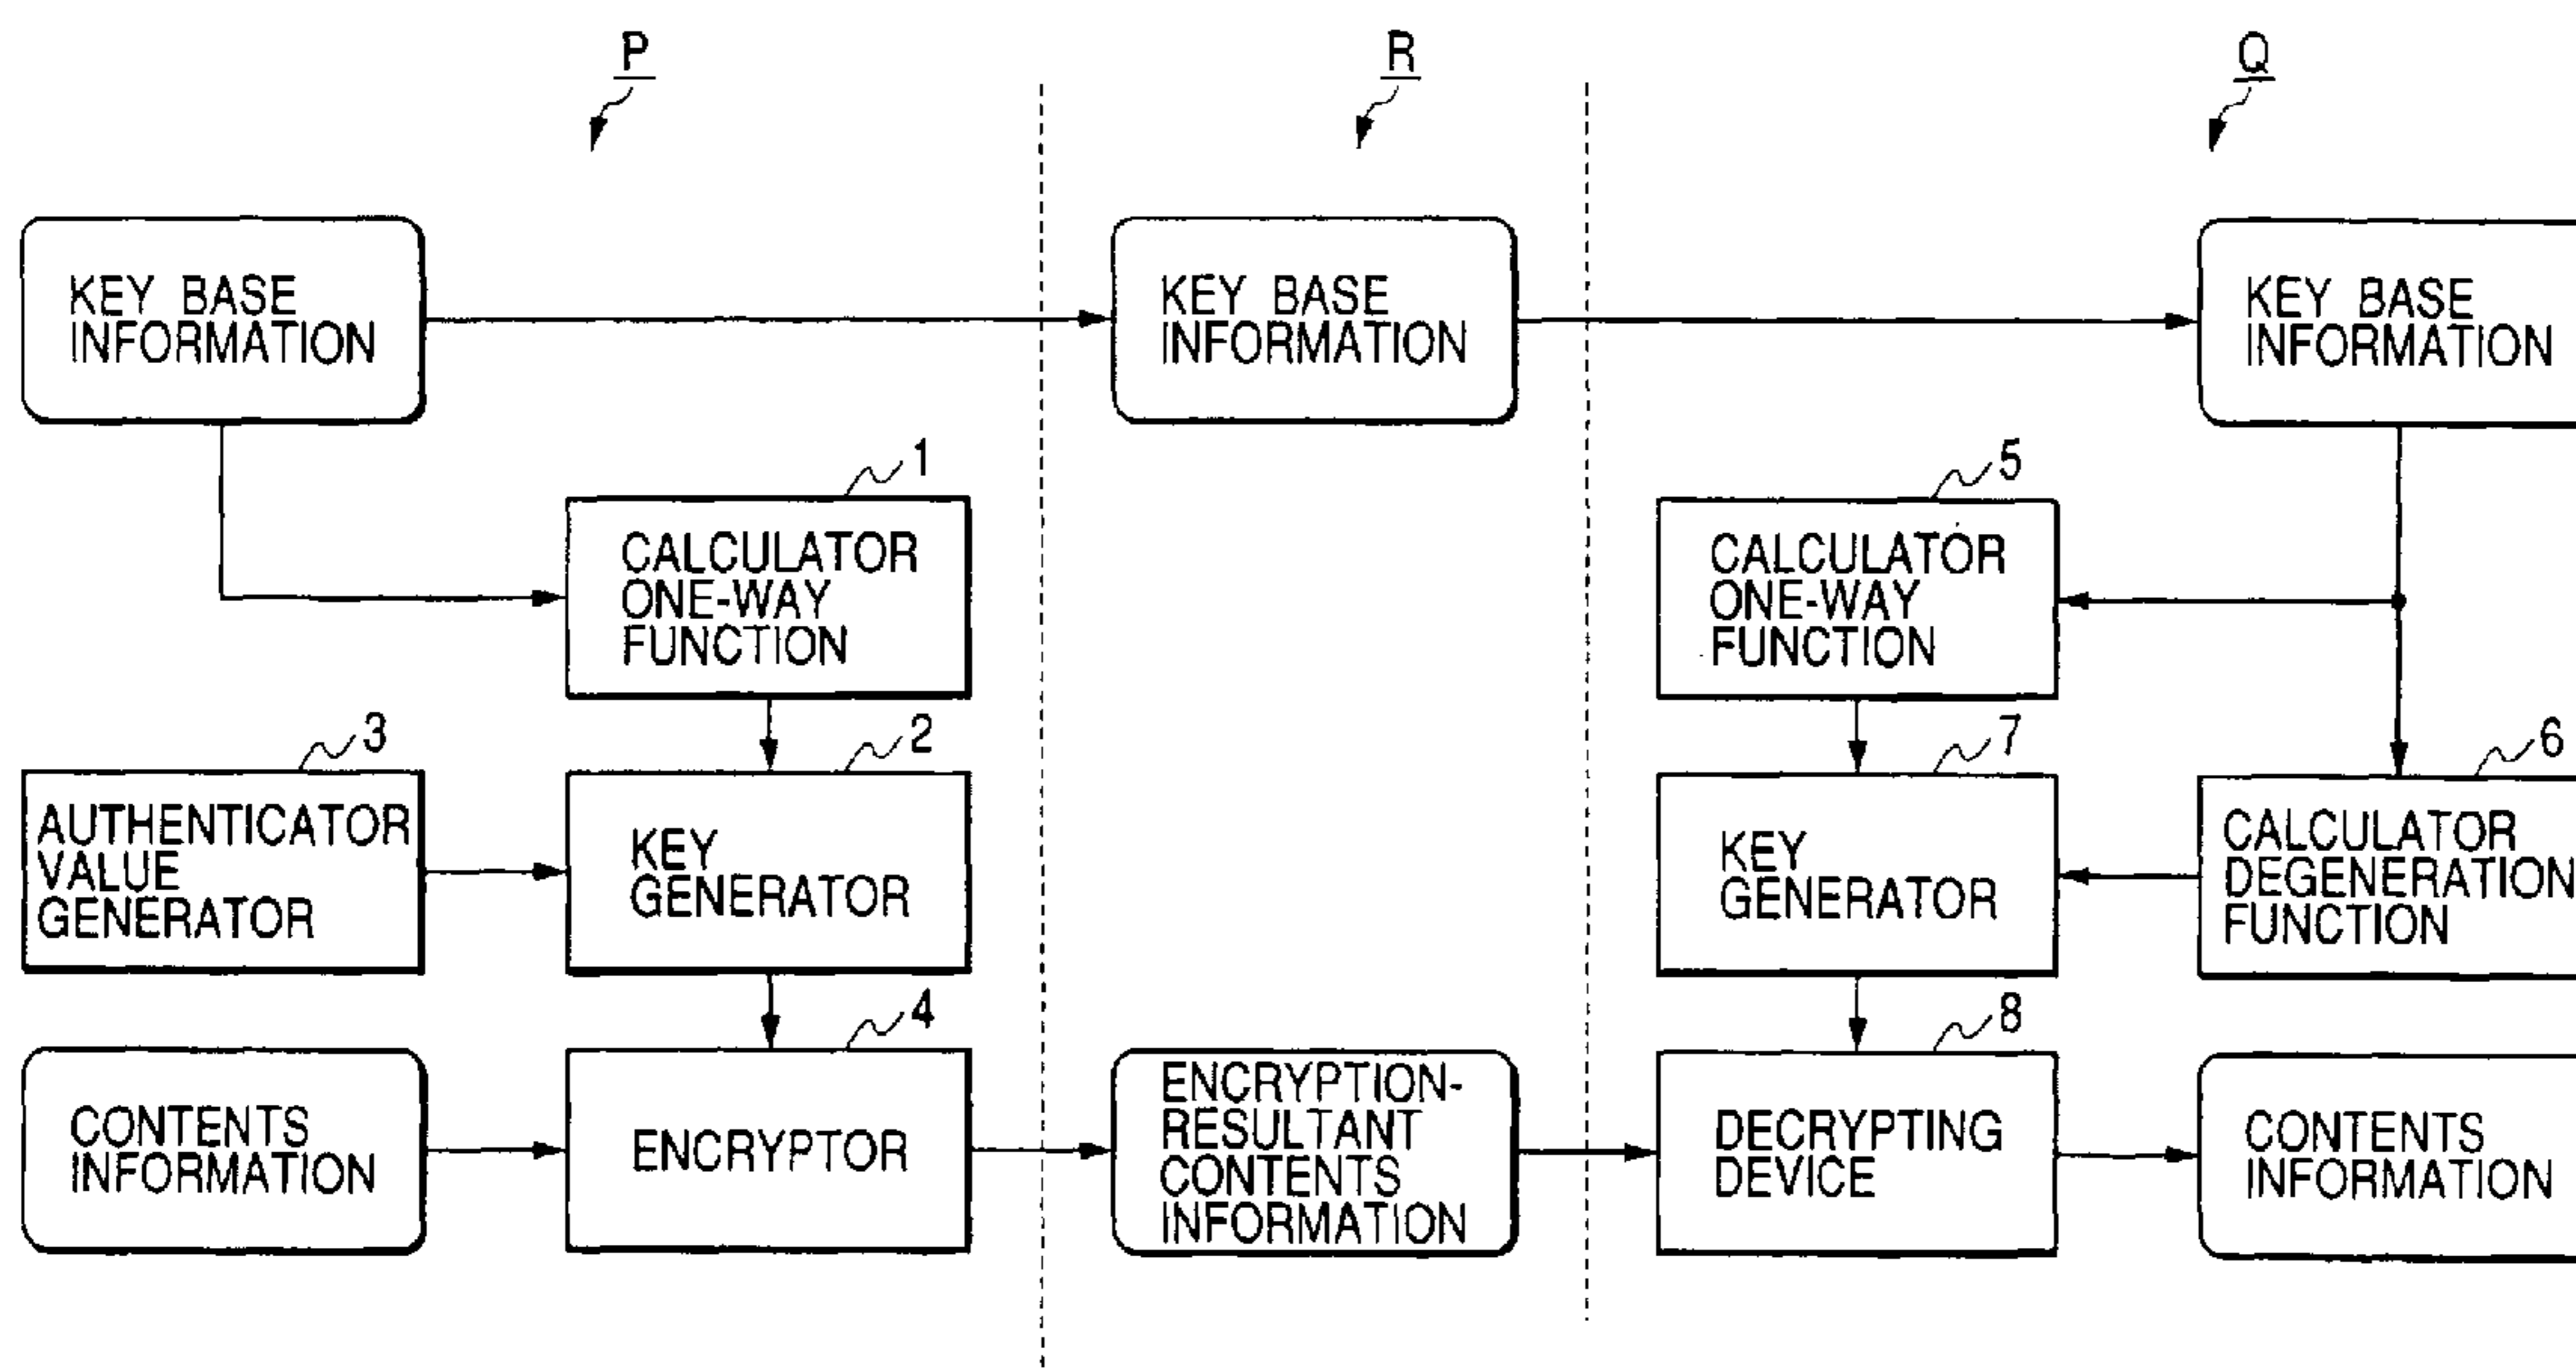 P
R
Q
KEY BASE
INFORMATION
KEY BASE
INFORMATION
KEY BASE
INFORMATION
1
CALCULATOR
ONE-WAY
FUNCTION
5
CALCULATOR
ONE-WAY
FUNCTION
3
AUTHENTICATOR
VALUE
GENERATOR
2
KEY
GENERATOR
7
KEY
GENERATOR
6
CALCULATOR
DEGENERATION
FUNCTION
CONTENTS
INFORMATION
4
ENCRYPTOR
ENCRYPTION-
RESULTANT
CONTENTS
INFORMATION
8
DECRYPTING
DEVICE
CONTENTS
INFORMATION